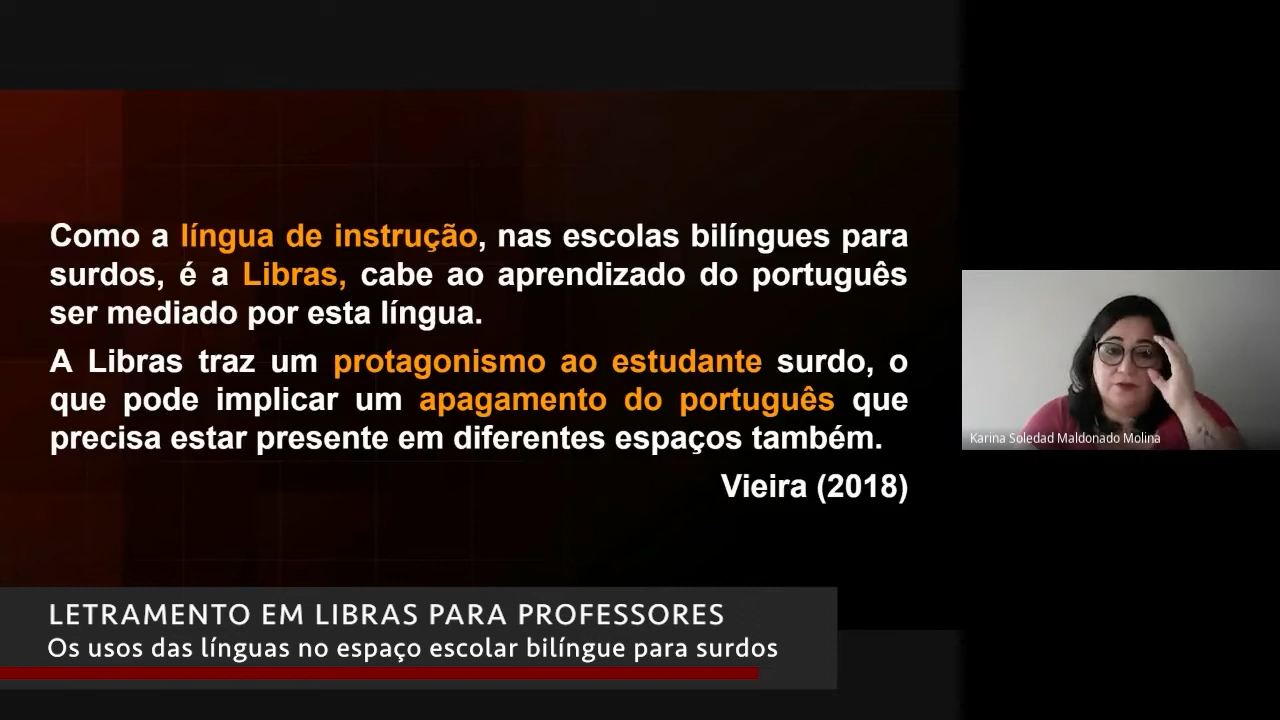 Como a língua de instrução, nas escolas bilíngues para
surdos, é a Libras, cabe ao aprendizado do português
ser mediado por esta língua.
A Libras traz um protagonismo ao estudante surdo, o
que pode implicar um apagamento do português que
precisa estar presente em diferentes espaços também.
Vieira (2018)
Karina Soledad Maldonado Molina
LETRAMENTO EM LIBRAS PARA PROFESSORES
Os usos das línguas no espaço escolar bilíngue para surdos